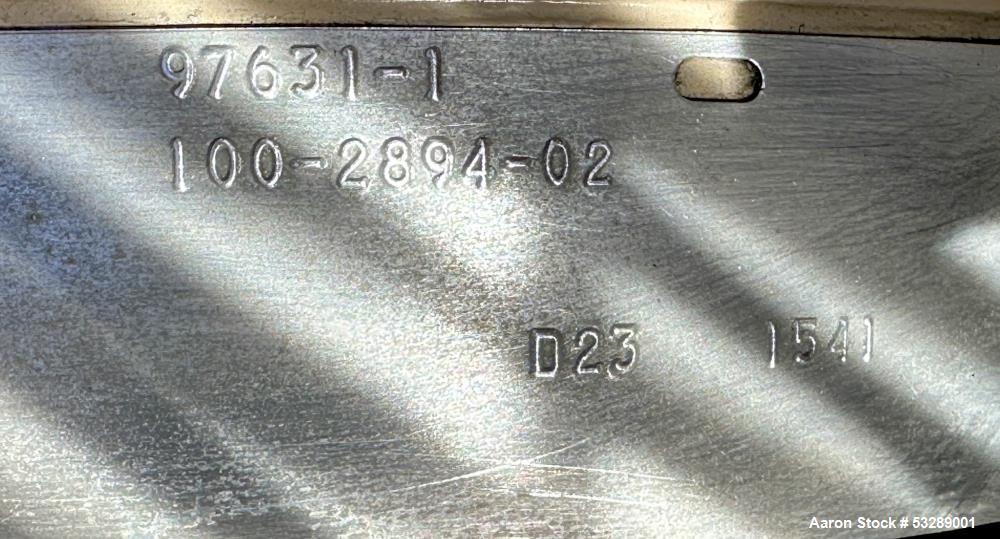 97631-1
100-2894-02
D23 1541
Aaron Stock # 53289001